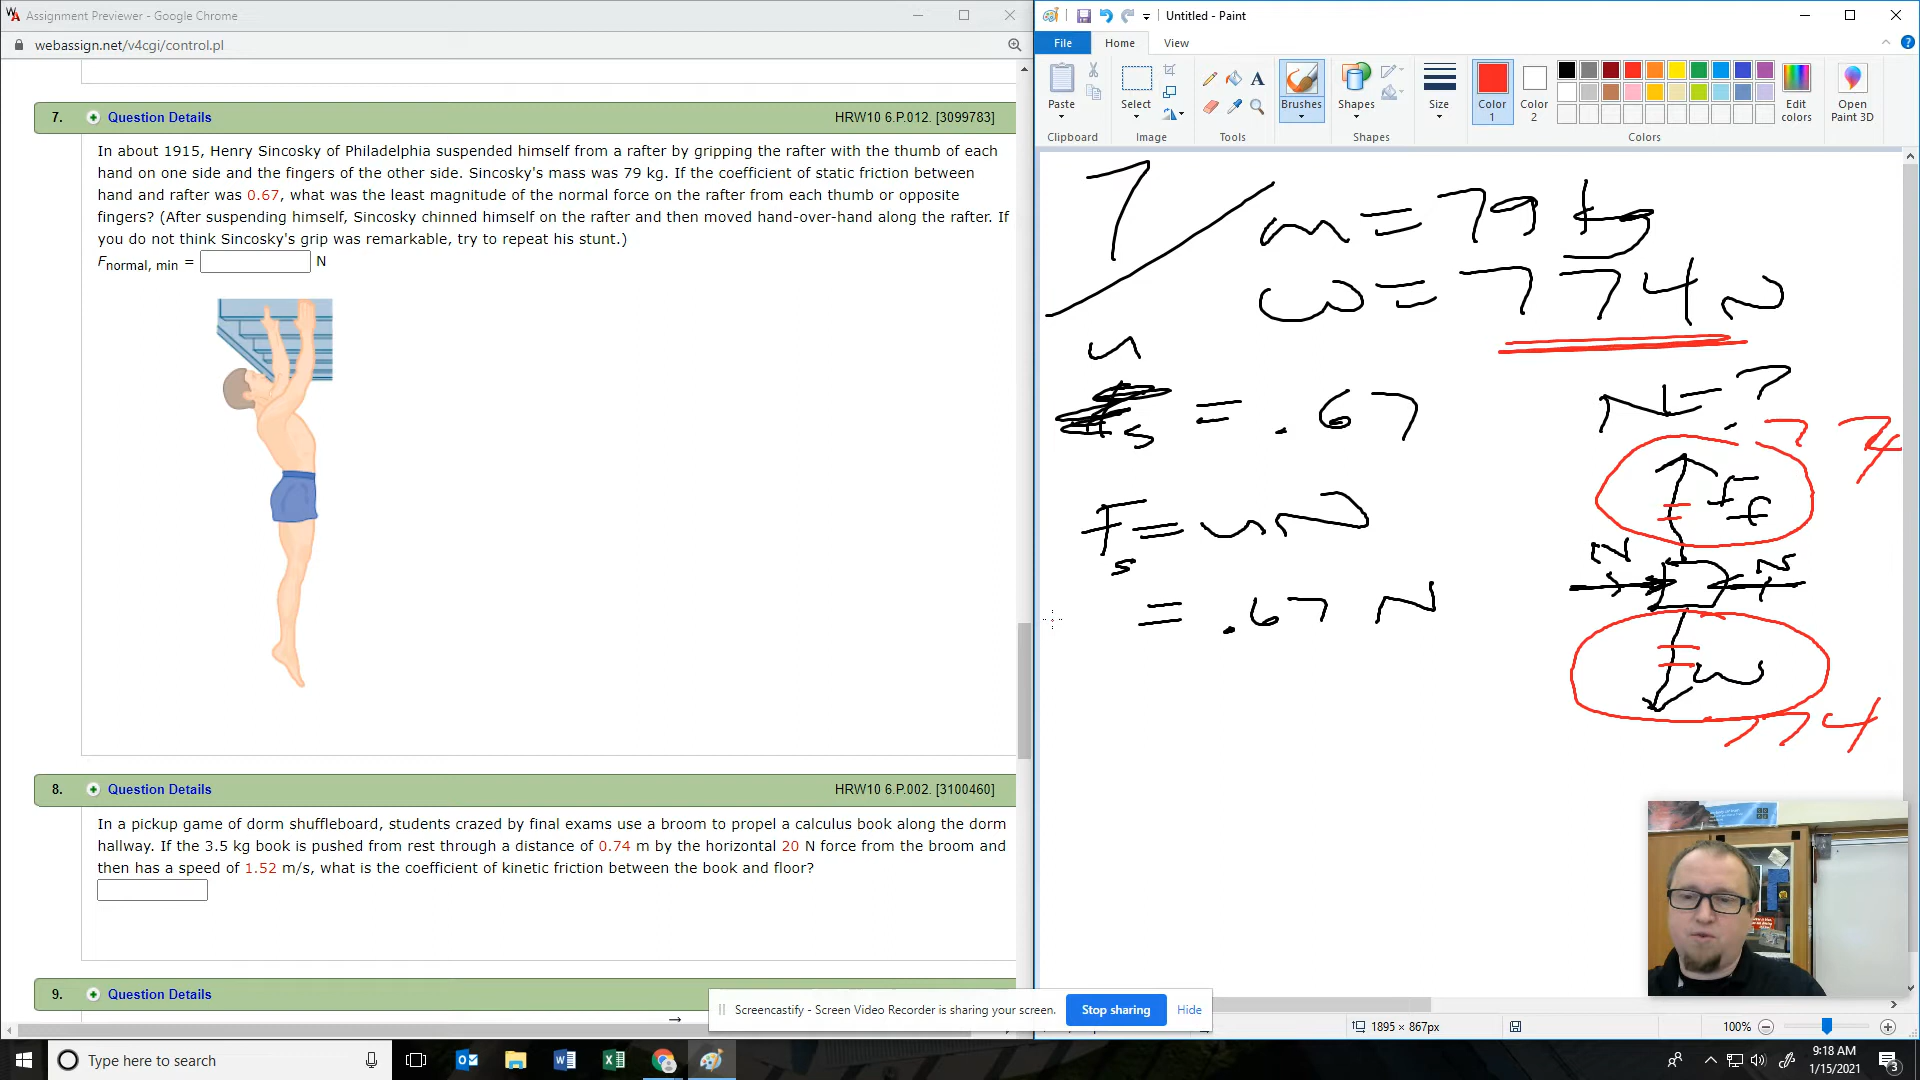 Assignment Previewer - Google Chrome
webassign.net/v4cgi/control.pl
7. Question Details HRW10 6.P.012. [3099783]
In about 1915, Henry Sincosky of Philadelphia suspended himself from a rafter by gripping the rafter with the thumb of each
hand on one side and the fingers of the other side. Sincosky's mass was 79 kg. If the coefficient of static friction between
hand and rafter was 0.67, what was the least magnitude of the normal force on the rafter from each thumb or opposite
fingers? (After suspending himself, Sincosky chinned himself on the rafter and then moved hand-over-hand along the rafter. If
you do not think Sincosky's grip was remarkable, try to repeat his stunt.)
Fnormal, min = N
8. Question Details HRW10 6.P.002. [3100460]
In a pickup game of dorm shuffleboard, students crazed by final exams use a broom to propel a calculus book along the dorm
hallway. If the 3.5 kg book is pushed from rest through a distance of 0.74 m by the horizontal 20 N force from the broom and
then has a speed of 1.52 m/s, what is the coefficient of kinetic friction between the book and floor?
9. Question Details
Untitled - Paint
File Home View
Paste Select Brushes Shapes Size Color 1 Color 2 Edit colors Open Paint 3D
Clipboard Image Tools Shapes Colors
7
m = 79 kg
w = 774 N
u s = .67
N = ?
774
Ff
Fs = uN
N N
= .67 N
w
774
Screencastify - Screen Video Recorder is sharing your screen. Stop sharing Hide
1895 × 867px 100%
Type here to search
9:18 AM
1/15/2021
3